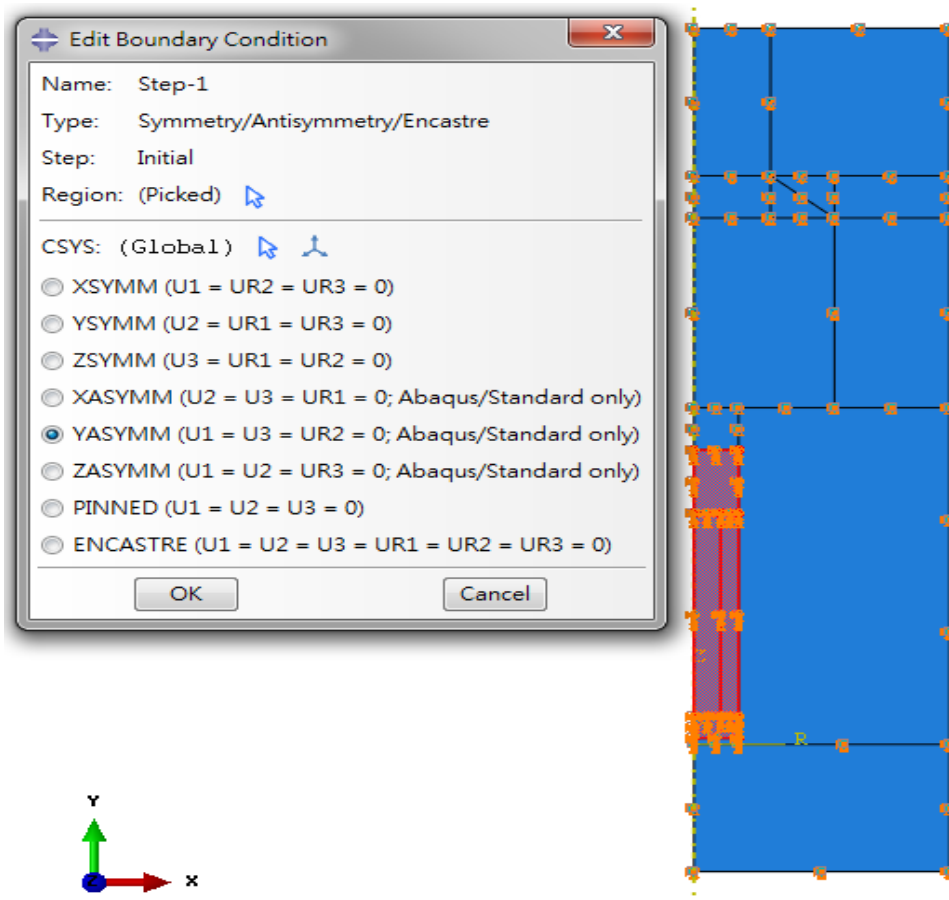 Edit Boundary Condition
Name: Step-1
Type: Symmetry/Antisymmetry/Encastre
Step: Initial
Region: (Picked)
CSYS: (Global)
XSYMM (U1 = UR2 = UR3 = 0)
YSYMM (U2 = UR1 = UR3 = 0)
ZSYMM (U3 = UR1 = UR2 = 0)
XASYMM (U2 = U3 = UR1 = 0; Abaqus/Standard only)
YASYMM (U1 = U3 = UR2 = 0; Abaqus/Standard only)
ZASYMM (U1 = U2 = UR3 = 0; Abaqus/Standard only)
PINNED (U1 = U2 = U3 = 0)
ENCASTRE (U1 = U2 = U3 = UR1 = UR2 = UR3 = 0)
OK Cancel
Z
R
Y
Z X